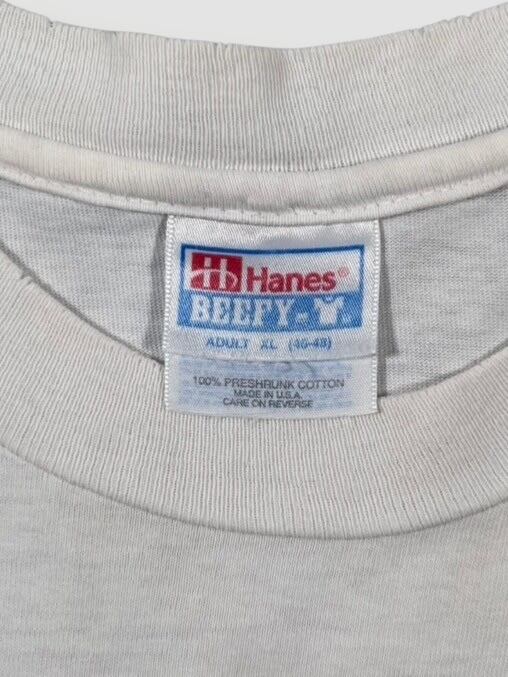 Hanes®
BEEFY-
ADULT XL (46-48)
100% PRESHRUNK COTTON
MADE IN U.S.A.
CARE ON REVERSE